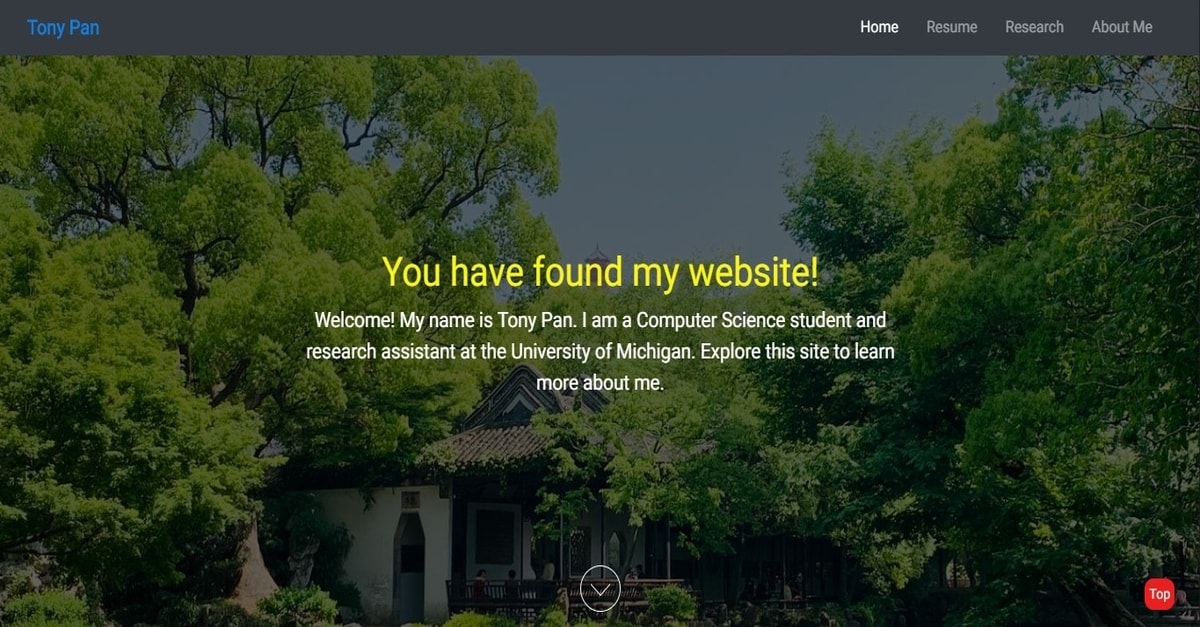 Tony Pan
Home Resume Research About Me
You have found my website!
Welcome! My name is Tony Pan. I am a Computer Science student and
research assistant at the University of Michigan. Explore this site to learn
more about me.
Top